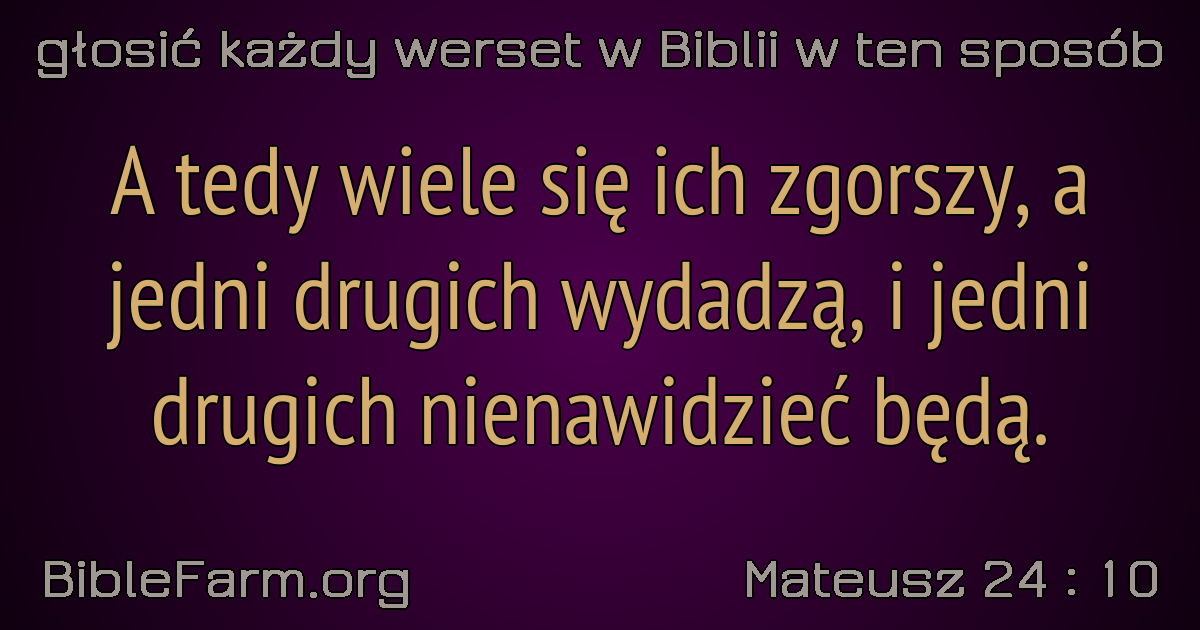 głosić każdy werset w Biblii w ten sposób
A tedy wiele się ich zgorszy, a
jedni drugich wydadzą, i jedni
drugich nienawidzieć będą.
BibleFarm.org
Mateusz 24 : 10